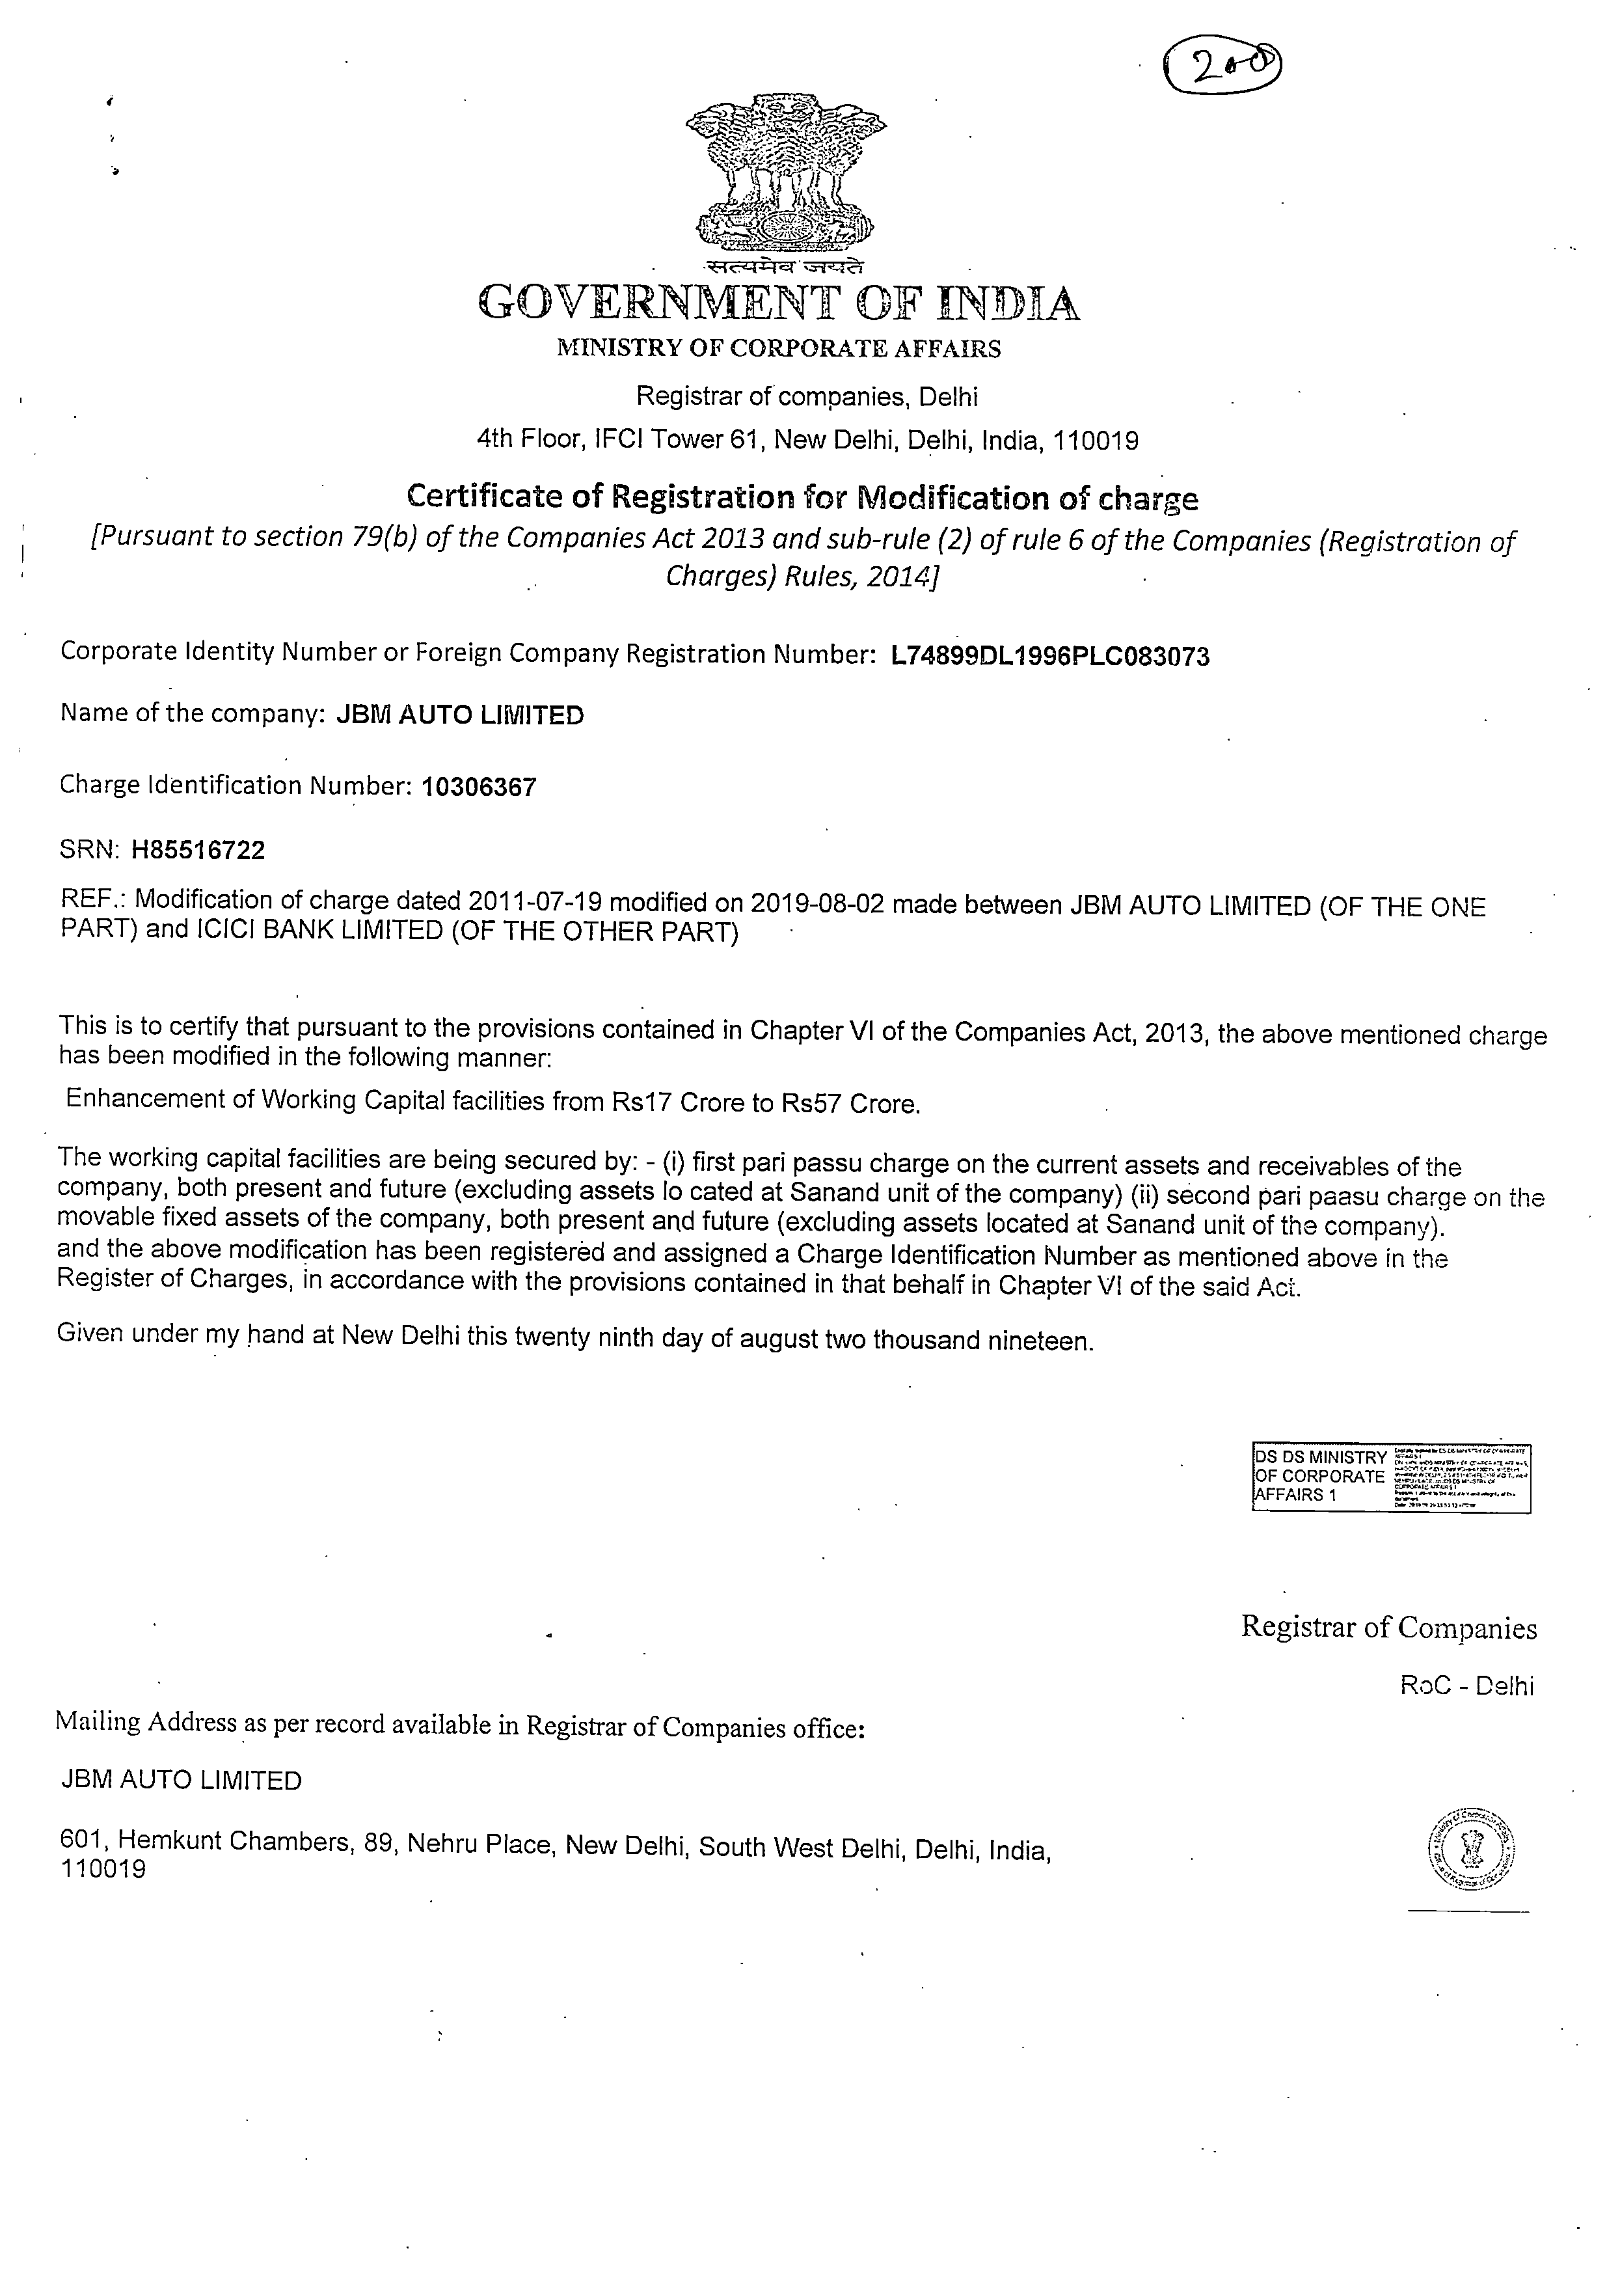 200
सत्यमेव जयते
GOVERNMENT OF INDIA
MINISTRY OF CORPORATE AFFAIRS
Registrar of companies, Delhi
4th Floor, IFCI Tower 61, New Delhi, Delhi, India, 110019
Certificate of Registration for Modification of charge
[Pursuant to section 79(b) of the Companies Act 2013 and sub-rule (2) of rule 6 of the Companies (Registration of
Charges) Rules, 2014]
Corporate Identity Number or Foreign Company Registration Number: L74899DL1996PLC083073
Name of the company: JBM AUTO LIMITED
Charge Identification Number: 10306367
SRN: H85516722
REF.: Modification of charge dated 2011-07-19 modified on 2019-08-02 made between JBM AUTO LIMITED (OF THE ONE
PART) and ICICI BANK LIMITED (OF THE OTHER PART)
This is to certify that pursuant to the provisions contained in Chapter VI of the Companies Act, 2013, the above mentioned charge
has been modified in the following manner:
Enhancement of Working Capital facilities from Rs17 Crore to Rs57 Crore.
The working capital facilities are being secured by: - (i) first pari passu charge on the current assets and receivables of the
company, both present and future (excluding assets lo cated at Sanand unit of the company) (ii) second pari paasu charge on the
movable fixed assets of the company, both present and future (excluding assets located at Sanand unit of the company).
and the above modification has been registered and assigned a Charge Identification Number as mentioned above in the
Register of Charges, in accordance with the provisions contained in that behalf in Chapter VI of the said Act.
Given under my hand at New Delhi this twenty ninth day of august two thousand nineteen.
DS DS MINISTRY
OF CORPORATE
AFFAIRS 1
Registrar of Companies
RoC - Delhi
Mailing Address as per record available in Registrar of Companies office:
JBM AUTO LIMITED
601, Hemkunt Chambers, 89, Nehru Place, New Delhi, South West Delhi, Delhi, India,
110019